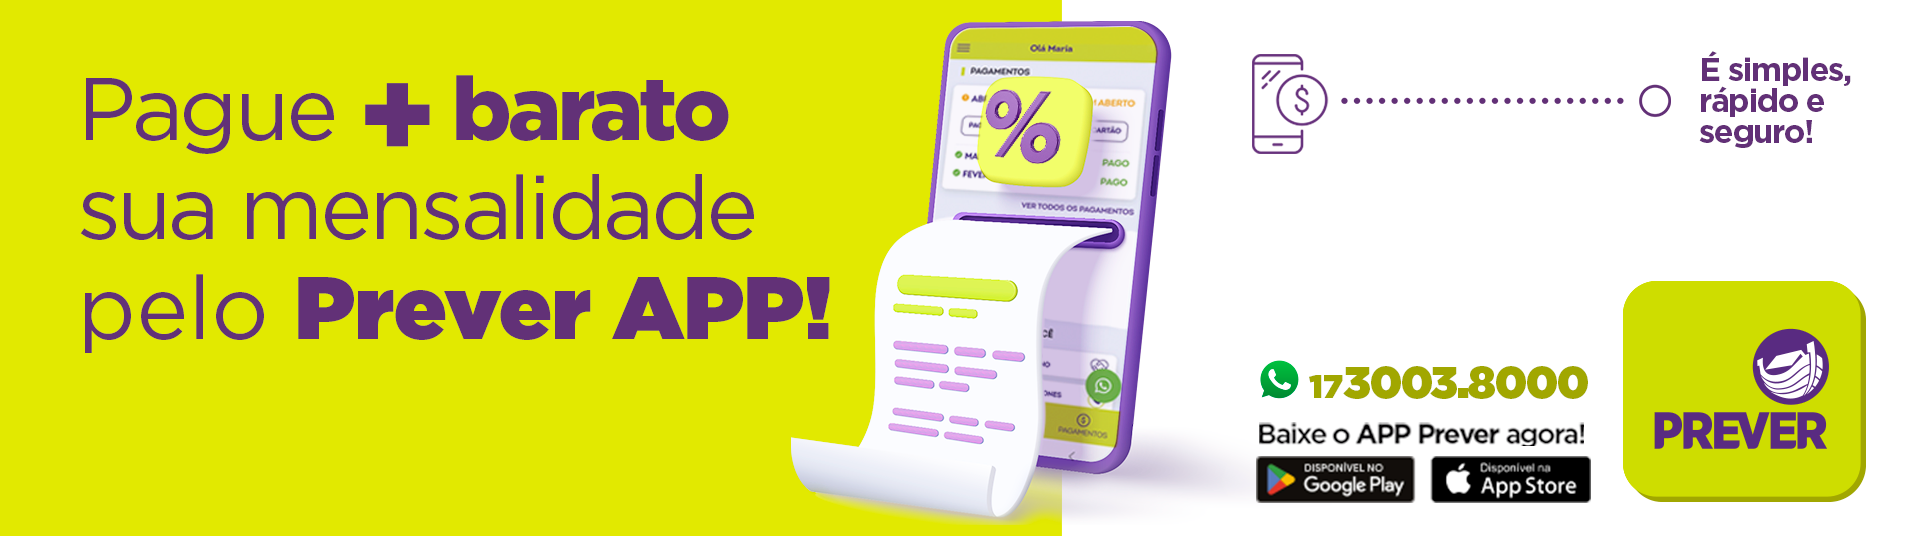 Pague + barato
sua mensalidade
pelo Prever APP!
Olá Maria
PAGAMENTOS
ABERTO
%
CARTÃO
PAGO
PAGO
VER TODOS OS PAGAMENTOS
PAGAMENTOS
$
É simples,
rápido e
seguro!
17 3003.8000
Baixe o APP Prever agora!
DISPONÍVEL NO
Google Play
Disponível na
App Store
PREVER